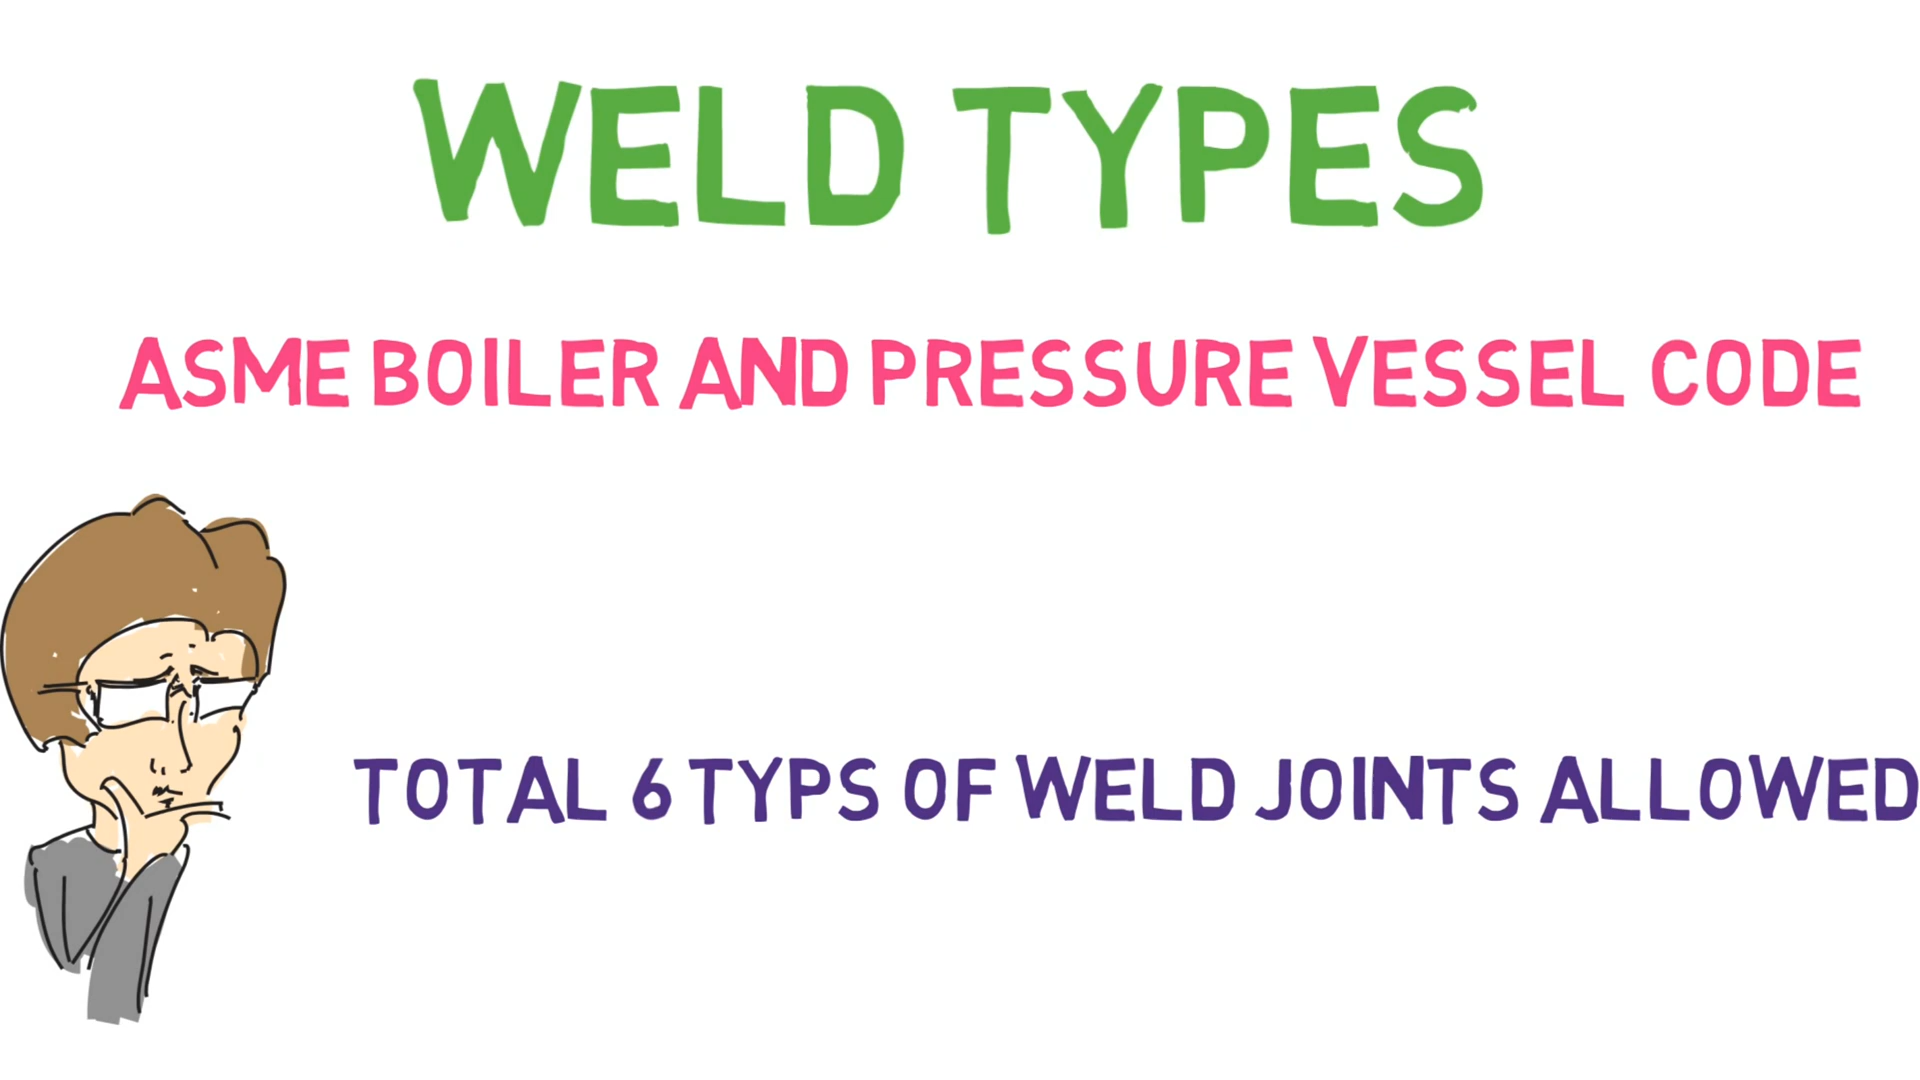 WELD TYPES
ASME BOILER AND PRESSURE VESSEL CODE
TOTAL 6 TYPS OF WELD JOINTS ALLOWED